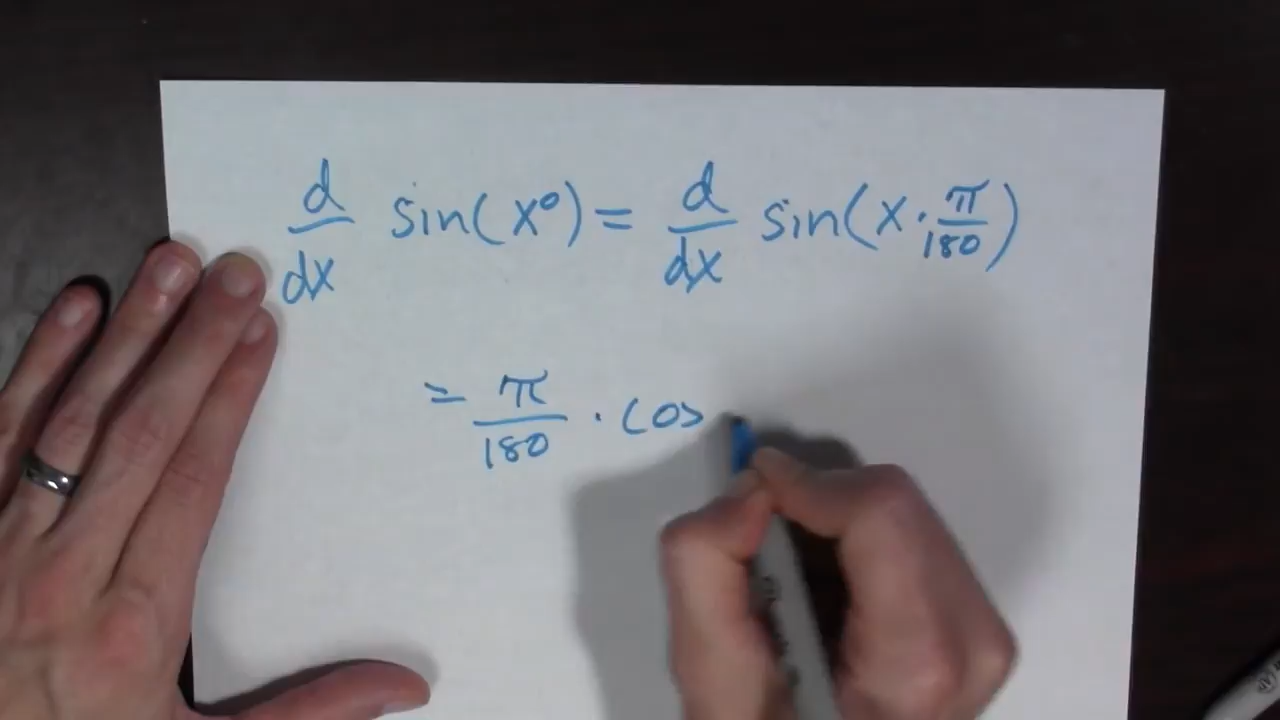 d/dx sin(x°) = d/dx sin(x · π/180)
= π/180 · cos